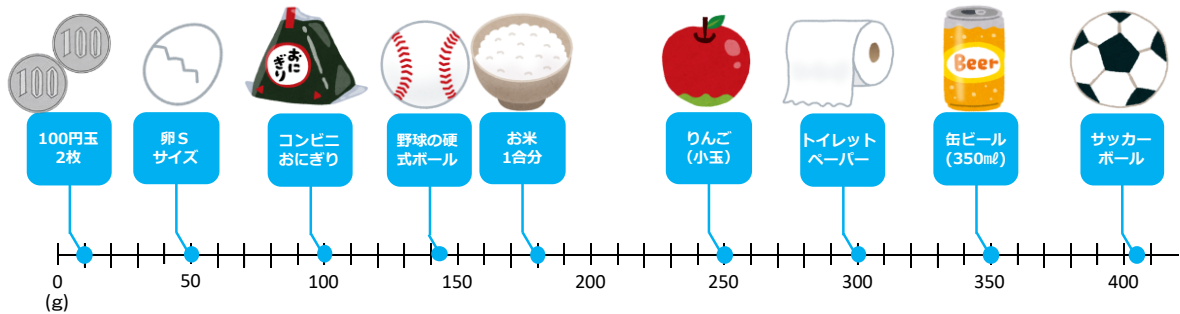 100
100
おに
ぎり
Beer
100円玉
2枚
卵S
サイズ
コンビニ
おにぎり
野球の硬
式ボール
お米
1合分
りんご
（小玉）
トイレット
ペーパー
缶ビール
(350㎖)
サッカー
ボール
0 50 100 150 200 250 300 350 400
(g)